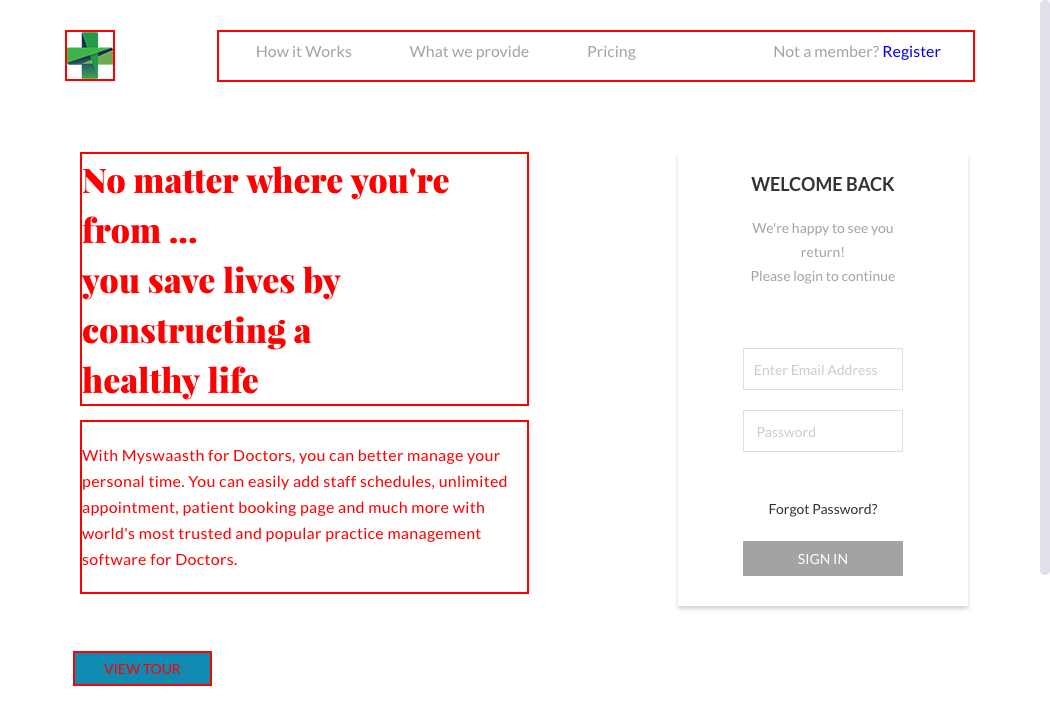 How it Works What we provide Pricing Not a member? Register
No matter where you're
from ...
you save lives by
constructing a
healthy life
With Myswaasth for Doctors, you can better manage your
personal time. You can easily add staff schedules, unlimited
appointment, patient booking page and much more with
world's most trusted and popular practice management
software for Doctors.
VIEW TOUR
WELCOME BACK
We're happy to see you
return!
Please login to continue
Enter Email Address
Password
Forgot Password?
SIGN IN